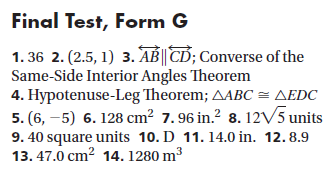 Final Test, Form G
1. 36 2. (2.5, 1) 3. A͟B ∥ C͟D; Converse of the
Same-Side Interior Angles Theorem
4. Hypotenuse-Leg Theorem; △ABC ≅ △EDC
5. (6, −5) 6. 128 cm² 7. 96 in.² 8. 12√5 units
9. 40 square units 10. D 11. 14.0 in. 12. 8.9
13. 47.0 cm² 14. 1280 m³